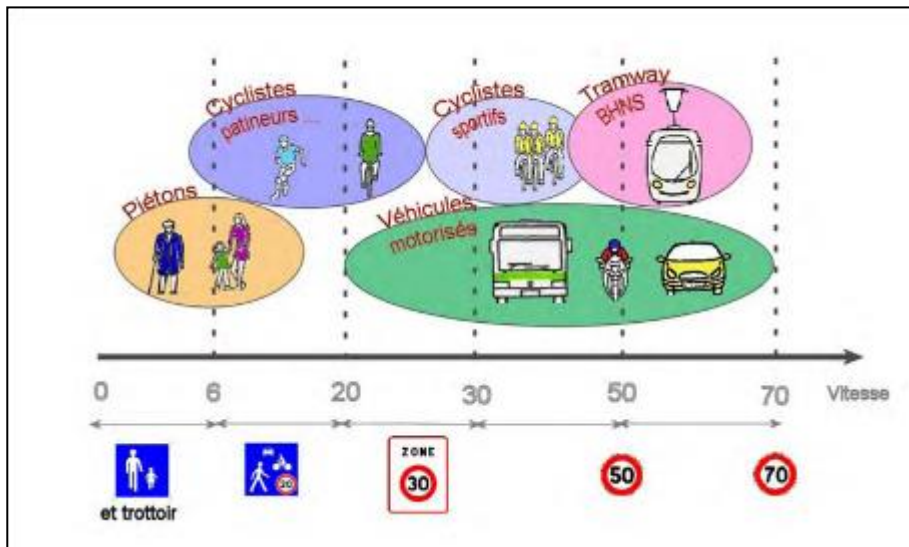 Cyclistes
patineurs ...
Cyclistes
sportifs
Tramway
BHNS
Piétons
Véhicules
motorisés
0 6 20 30 50 70 Vitesse
ZONE
30
20
50
70
et trottoir